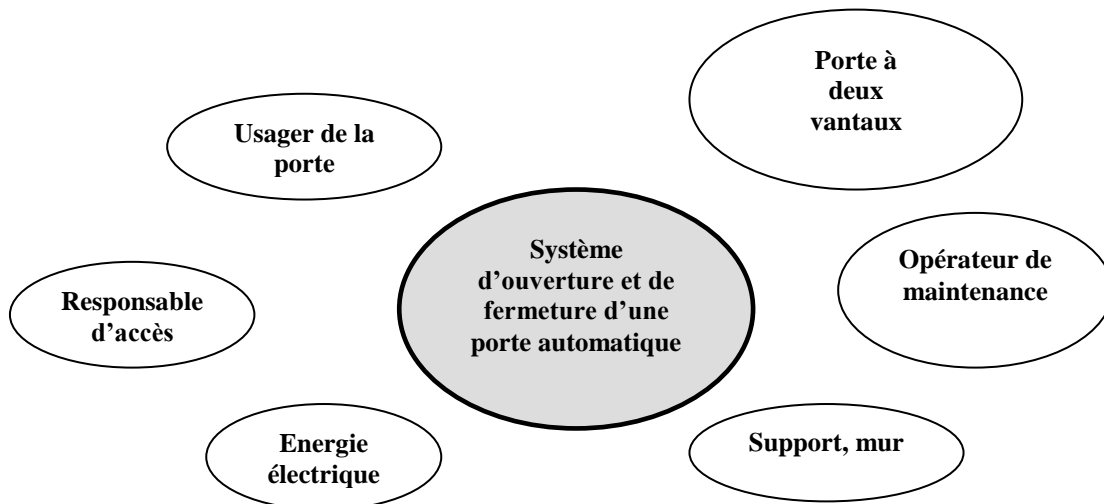 Porte à
deux
vantaux
Usager de la
porte
Système
d’ouverture et de
fermeture d’une
porte automatique
Opérateur de
maintenance
Responsable
d’accès
Energie
électrique
Support, mur